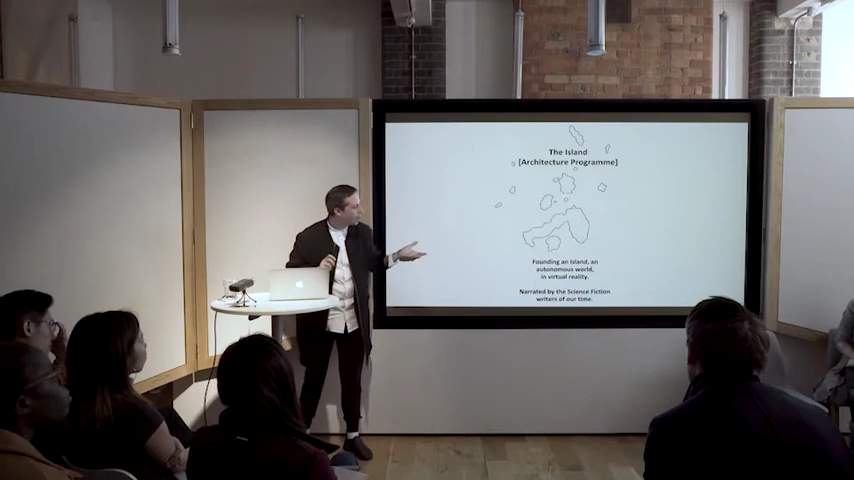 The Island
[Architecture Programme]
Founding an Island, an
autonomous world,
in virtual reality.
Narrated by the Science Fiction
writers of our time.